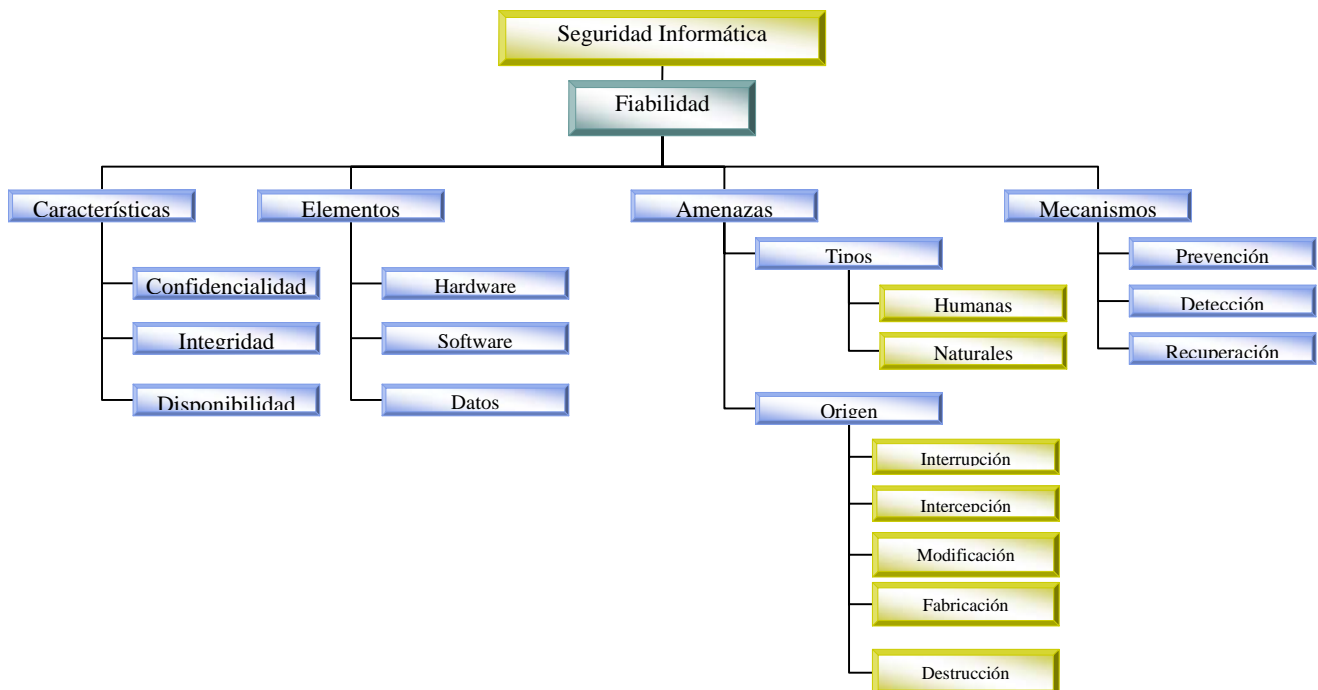 Seguridad Informática
Fiabilidad
Características
Elementos
Amenazas
Mecanismos
Confidencialidad
Integridad
Disponibilidad
Hardware
Software
Datos
Tipos
Humanas
Naturales
Origen
Interrupción
Intercepción
Modificación
Fabricación
Destrucción
Prevención
Detección
Recuperación